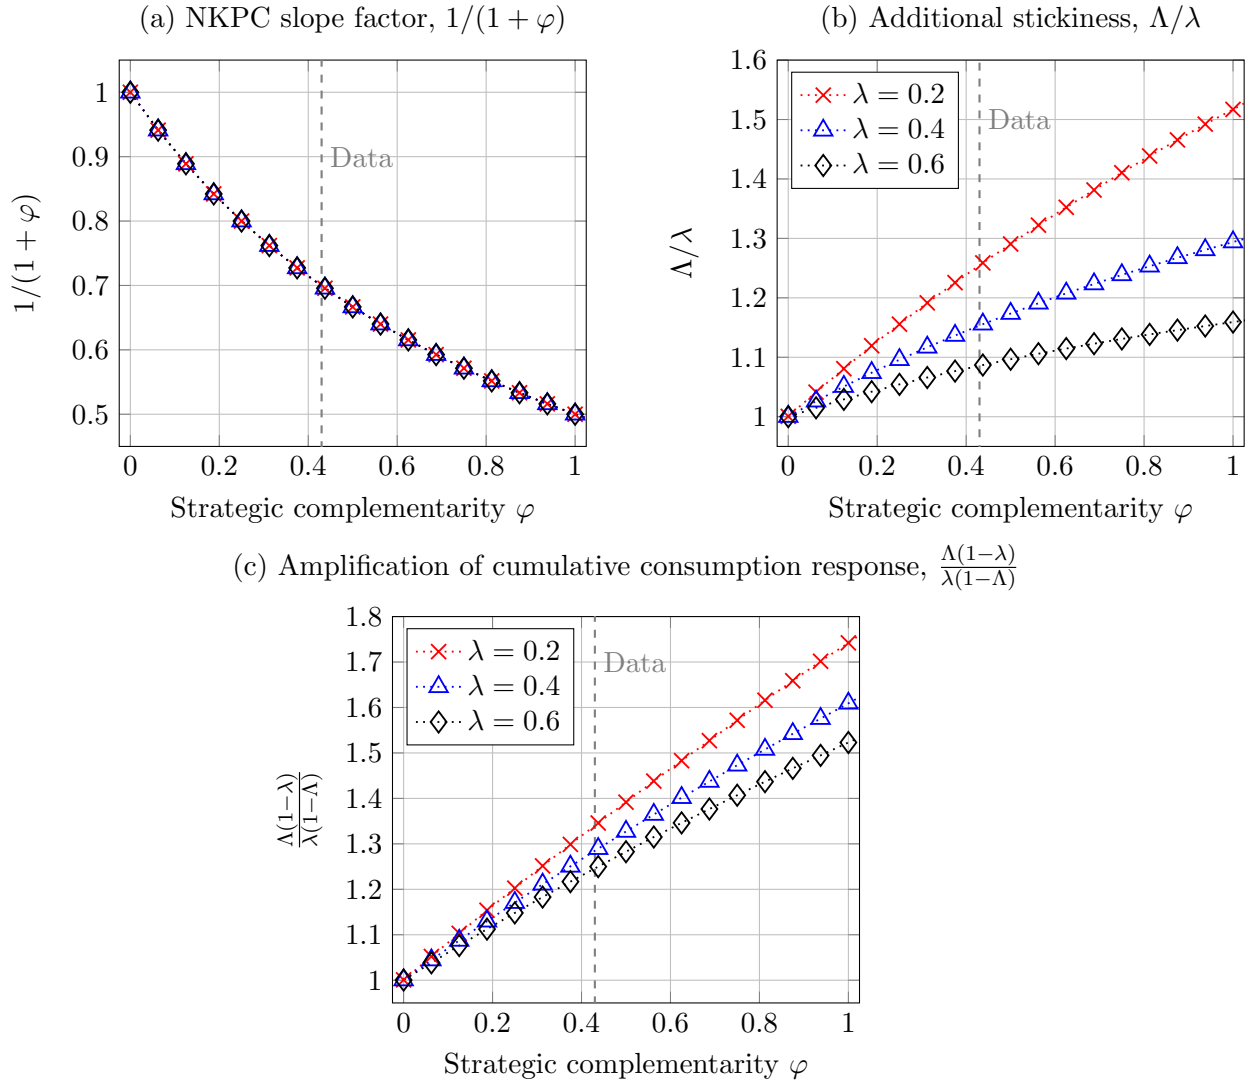 (a) NKPC slope factor, 1/(1 + φ)
1/(1 + φ)
1
0.9
0.8
0.7
0.6
0.5
Data
0 0.2 0.4 0.6 0.8 1
Strategic complementarity φ
(b) Additional stickiness, Λ/λ
Λ/λ
1.6
1.5
1.4
1.3
1.2
1.1
1
λ = 0.2
λ = 0.4
λ = 0.6
Data
0 0.2 0.4 0.6 0.8 1
Strategic complementarity φ
(c) Amplification of cumulative consumption response, Λ(1−λ)/λ(1−Λ)
Λ(1−λ)/λ(1−Λ)
1.8
1.7
1.6
1.5
1.4
1.3
1.2
1.1
1
λ = 0.2
λ = 0.4
λ = 0.6
Data
0 0.2 0.4 0.6 0.8 1
Strategic complementarity φ